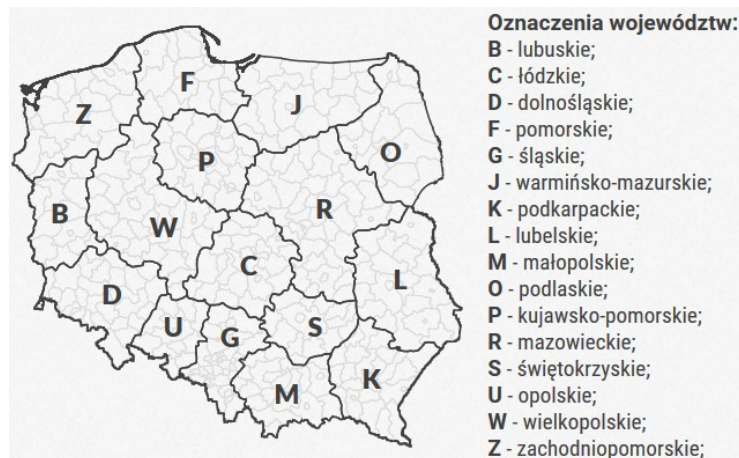 Oznaczenia województw:
B - lubuskie;
C - łódzkie;
D - dolnośląskie;
F - pomorskie;
G - śląskie;
J - warmińsko-mazurskie;
K - podkarpackie;
L - lubelskie;
M - małopolskie;
O - podlaskie;
P - kujawsko-pomorskie;
R - mazowieckie;
S - świętokrzyskie;
U - opolskie;
W - wielkopolskie;
Z - zachodniopomorskie;
F
Z
J
P
O
B
W
R
C
L
D
U
G
S
M
K